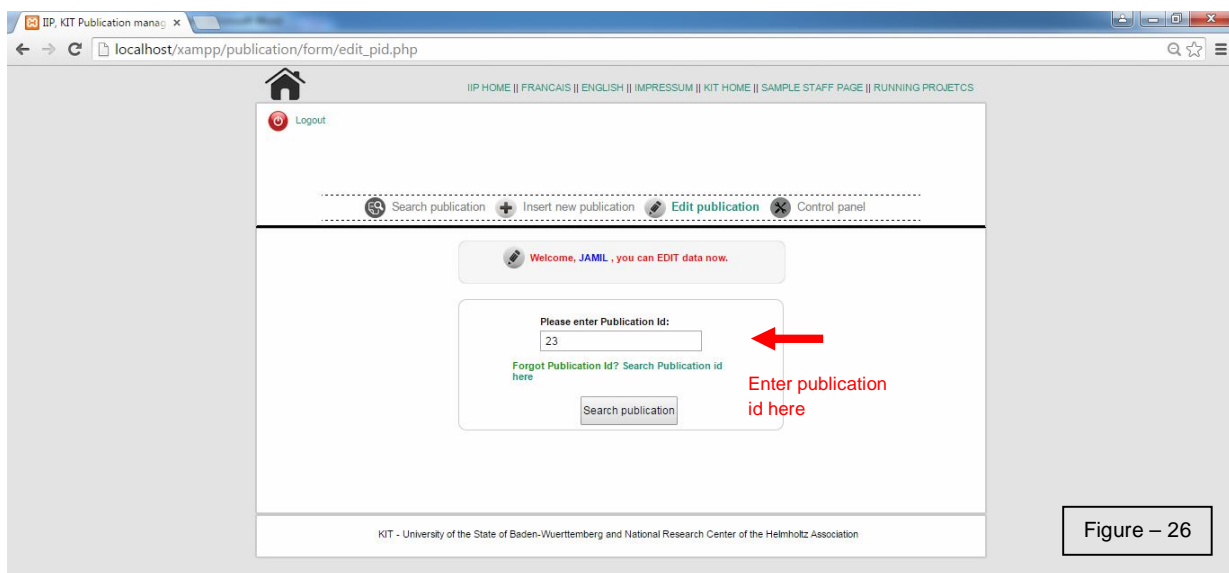 IIP, KIT Publication manag
localhost/xampp/publication/form/edit_pid.php
IIP HOME || FRANCAIS || ENGLISH || IMPRESSUM || KIT HOME || SAMPLE STAFF PAGE || RUNNING PROJETCS
Logout
Search publication Insert new publication Edit publication Control panel
Welcome, JAMIL , you can EDIT data now.
Please enter Publication Id:
23
Forgot Publication Id? Search Publication id
here
Search publication
Enter publication
id here
KIT - University of the State of Baden-Wuerttemberg and National Research Center of the Helmholtz Association
Figure – 26